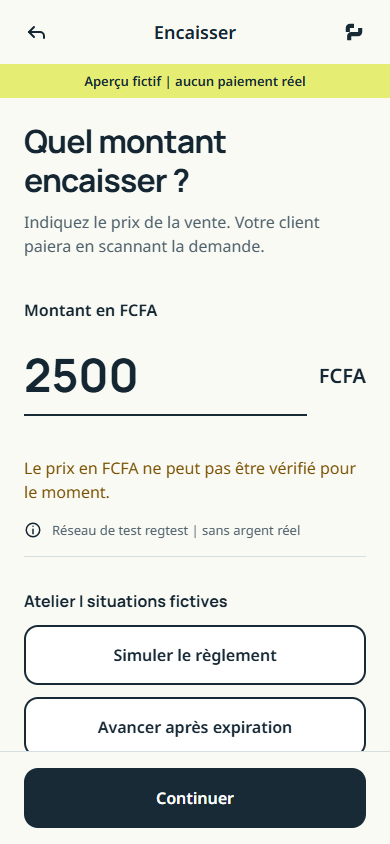 Encaisser
Aperçu fictif | aucun paiement réel
Quel montant
encaisser ?
Indiquez le prix de la vente. Votre client
paiera en scannant la demande.
Montant en FCFA
2500 FCFA
Le prix en FCFA ne peut pas être vérifié pour
le moment.
Réseau de test regtest | sans argent réel
Atelier | situations fictives
Simuler le règlement
Avancer après expiration
Continuer